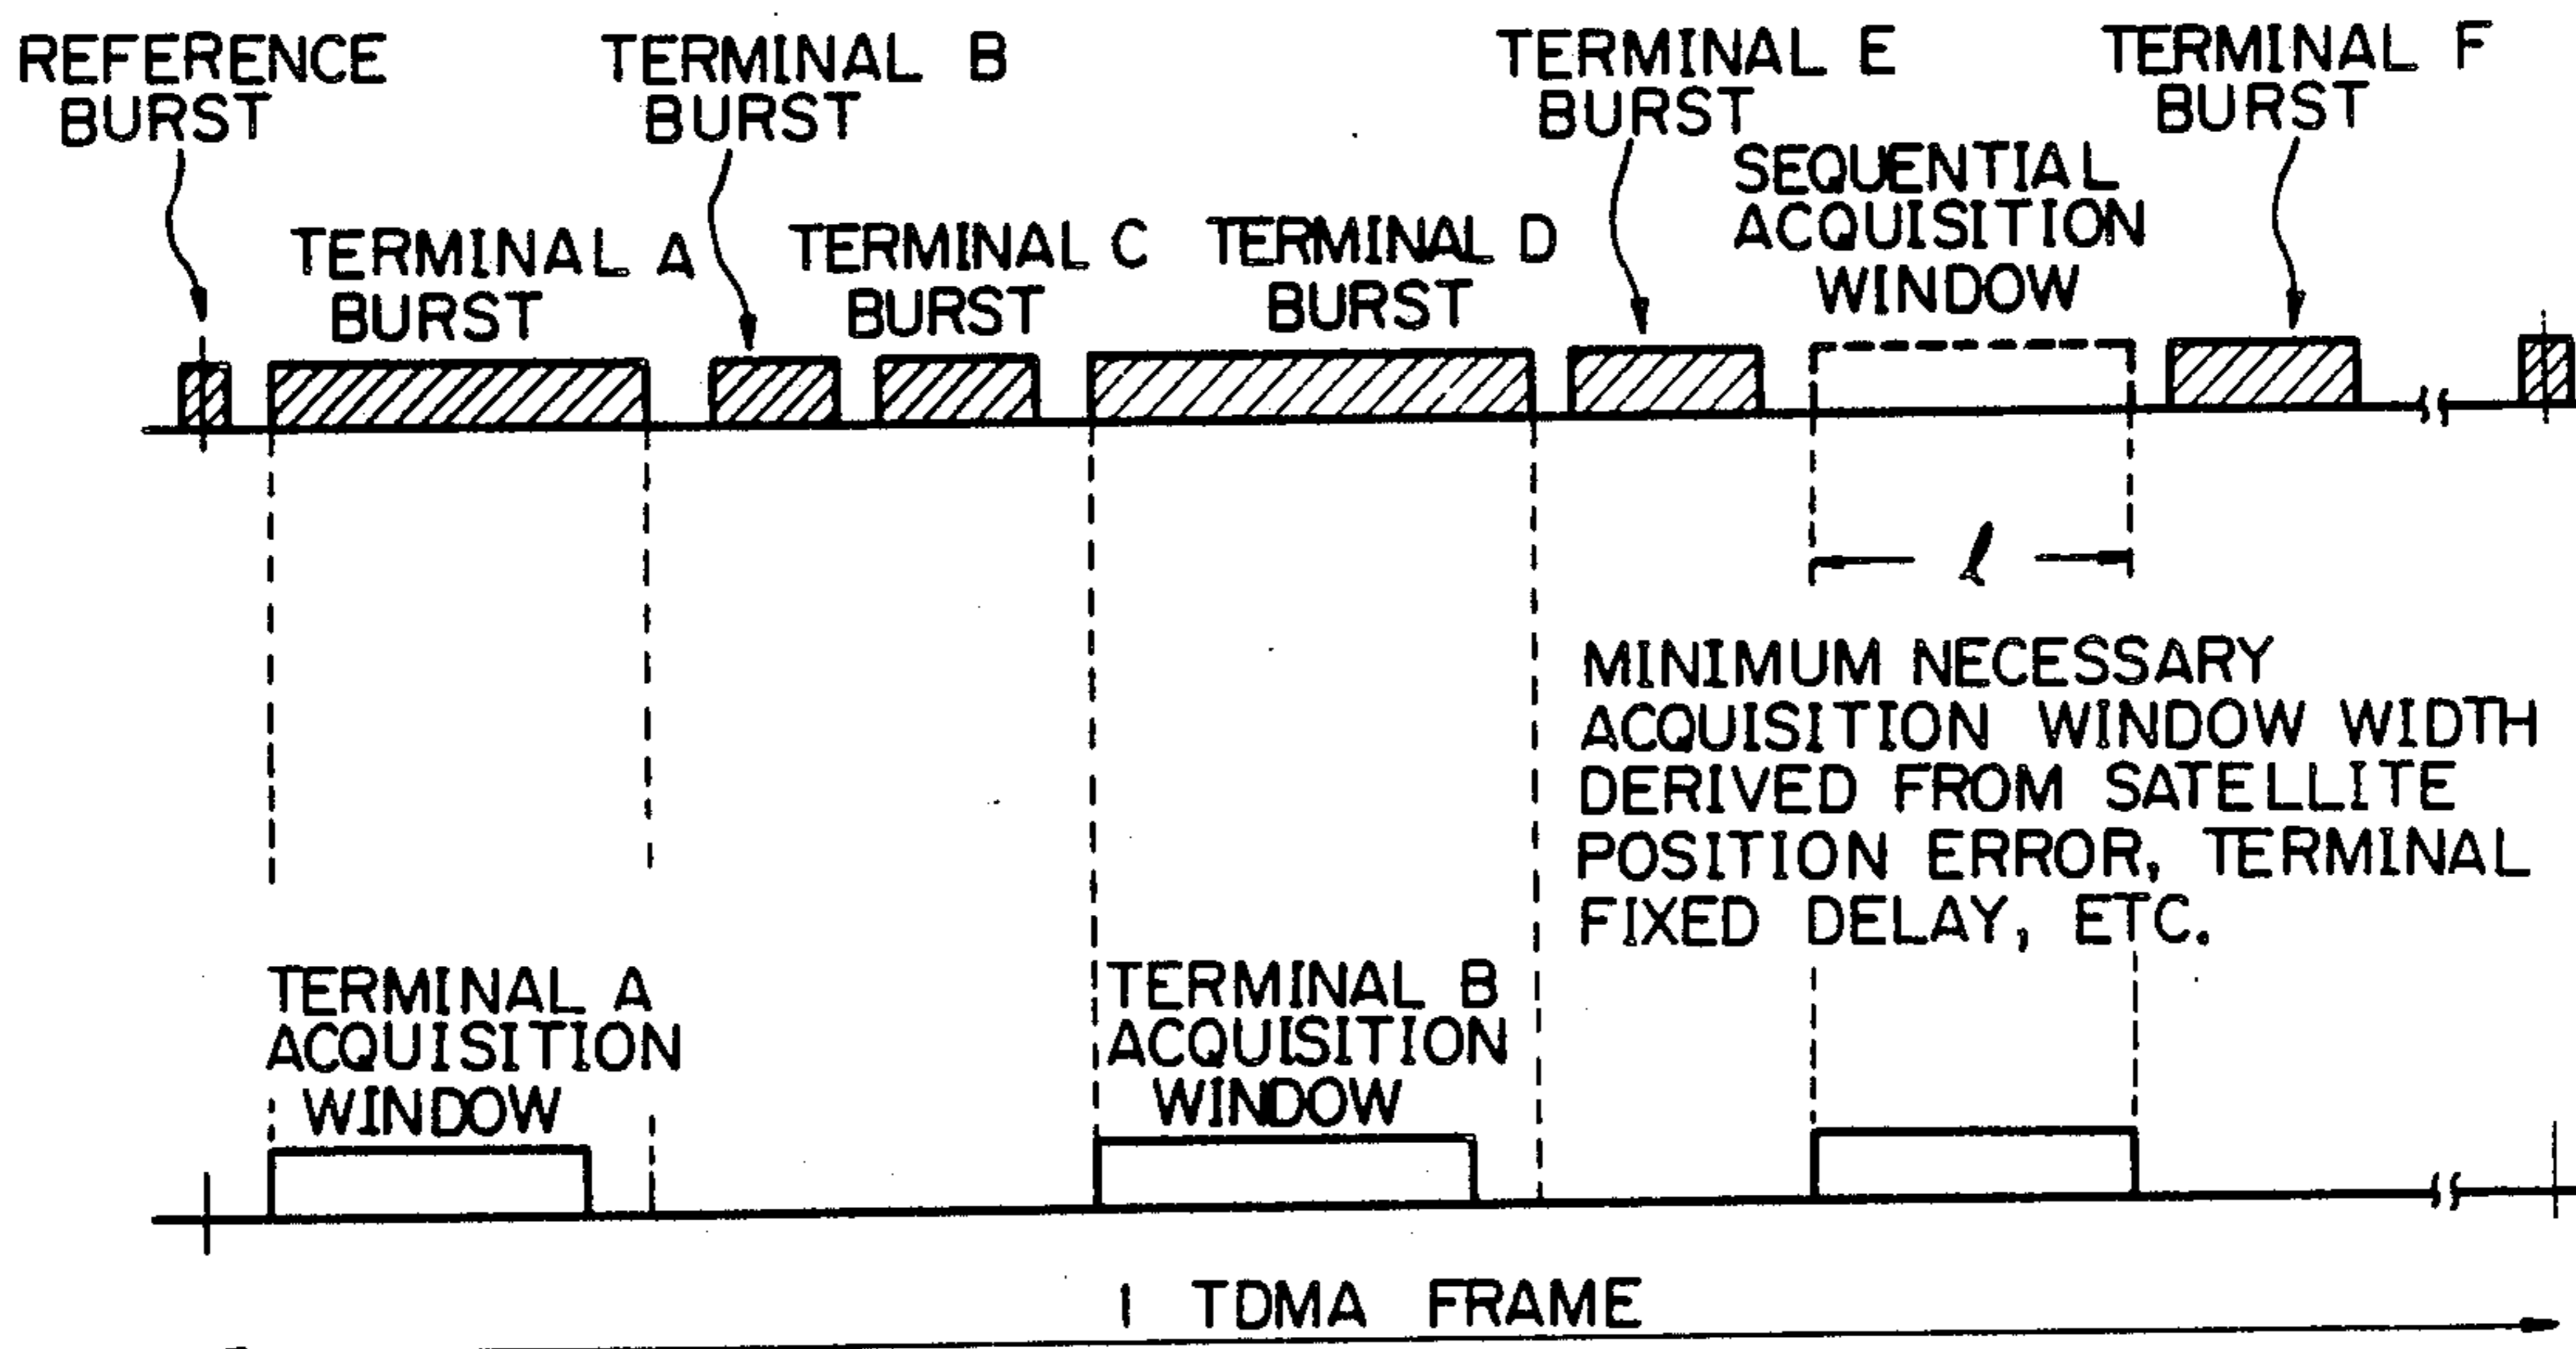 REFERENCE
BURST
TERMINAL B
BURST
TERMINAL E
BURST
TERMINAL F
BURST
SEQUENTIAL
ACQUISITION
WINDOW
TERMINAL A
BURST
TERMINAL C
BURST
TERMINAL D
BURST
l
MINIMUM NECESSARY
ACQUISITION WINDOW WIDTH
DERIVED FROM SATELLITE
POSITION ERROR, TERMINAL
FIXED DELAY, ETC.
TERMINAL A
ACQUISITION
WINDOW
TERMINAL B
ACQUISITION
WINDOW
1 TDMA FRAME